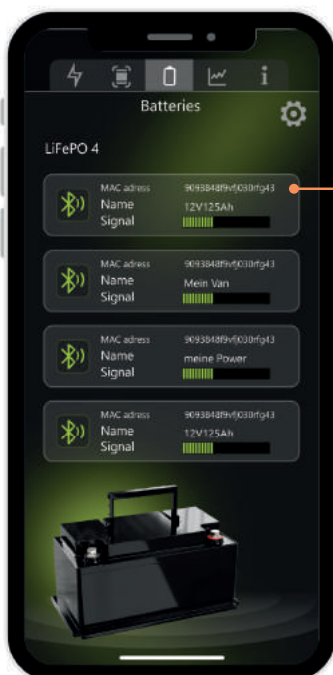 i
Batteries
LiFePO 4
MAC adress 9093848f9vfj030rfg43
Name 12V125Ah
Signal
MAC adress 9093848f9vfj030rfg43
Name Mein Van
Signal
MAC adress 9093848f9vfj030rfg43
Name meine Power
Signal
MAC adress 9093848f9vfj030rfg43
Name 12V125Ah
Signal